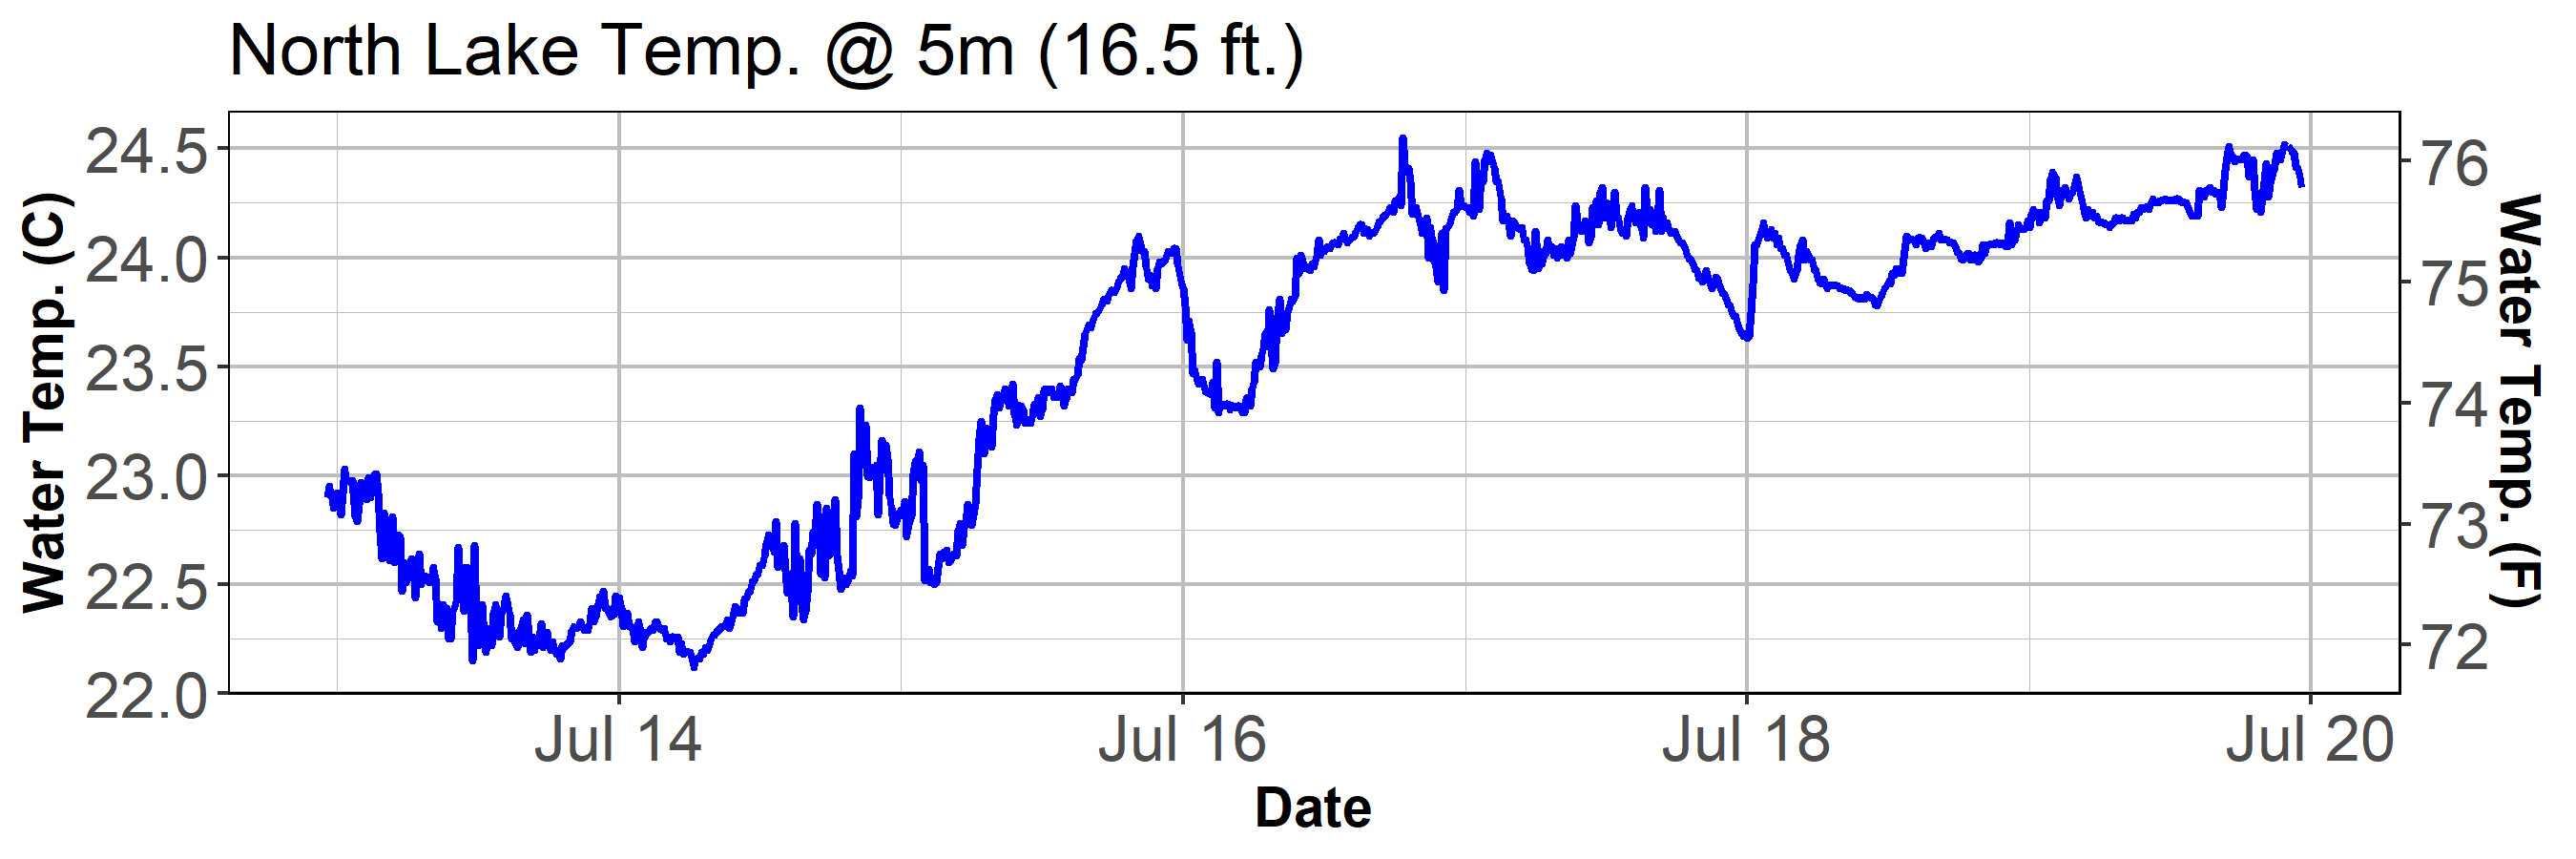 North Lake Temp. @ 5m (16.5 ft.)
Water Temp. (C)
24.5
24.0
23.5
23.0
22.5
22.0
76
75
74
73
72
Water Temp. (F)
Jul 14
Jul 16
Jul 18
Jul 20
Date